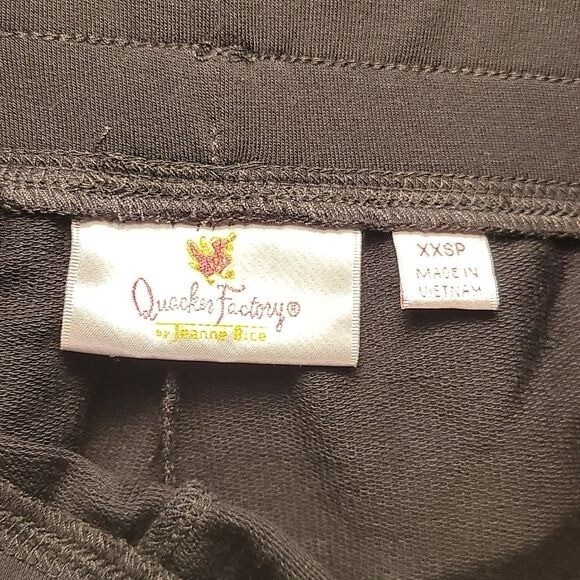 Quacker Factory®
by Jeanne Bice
XXSP
MADE IN
VIETNAM